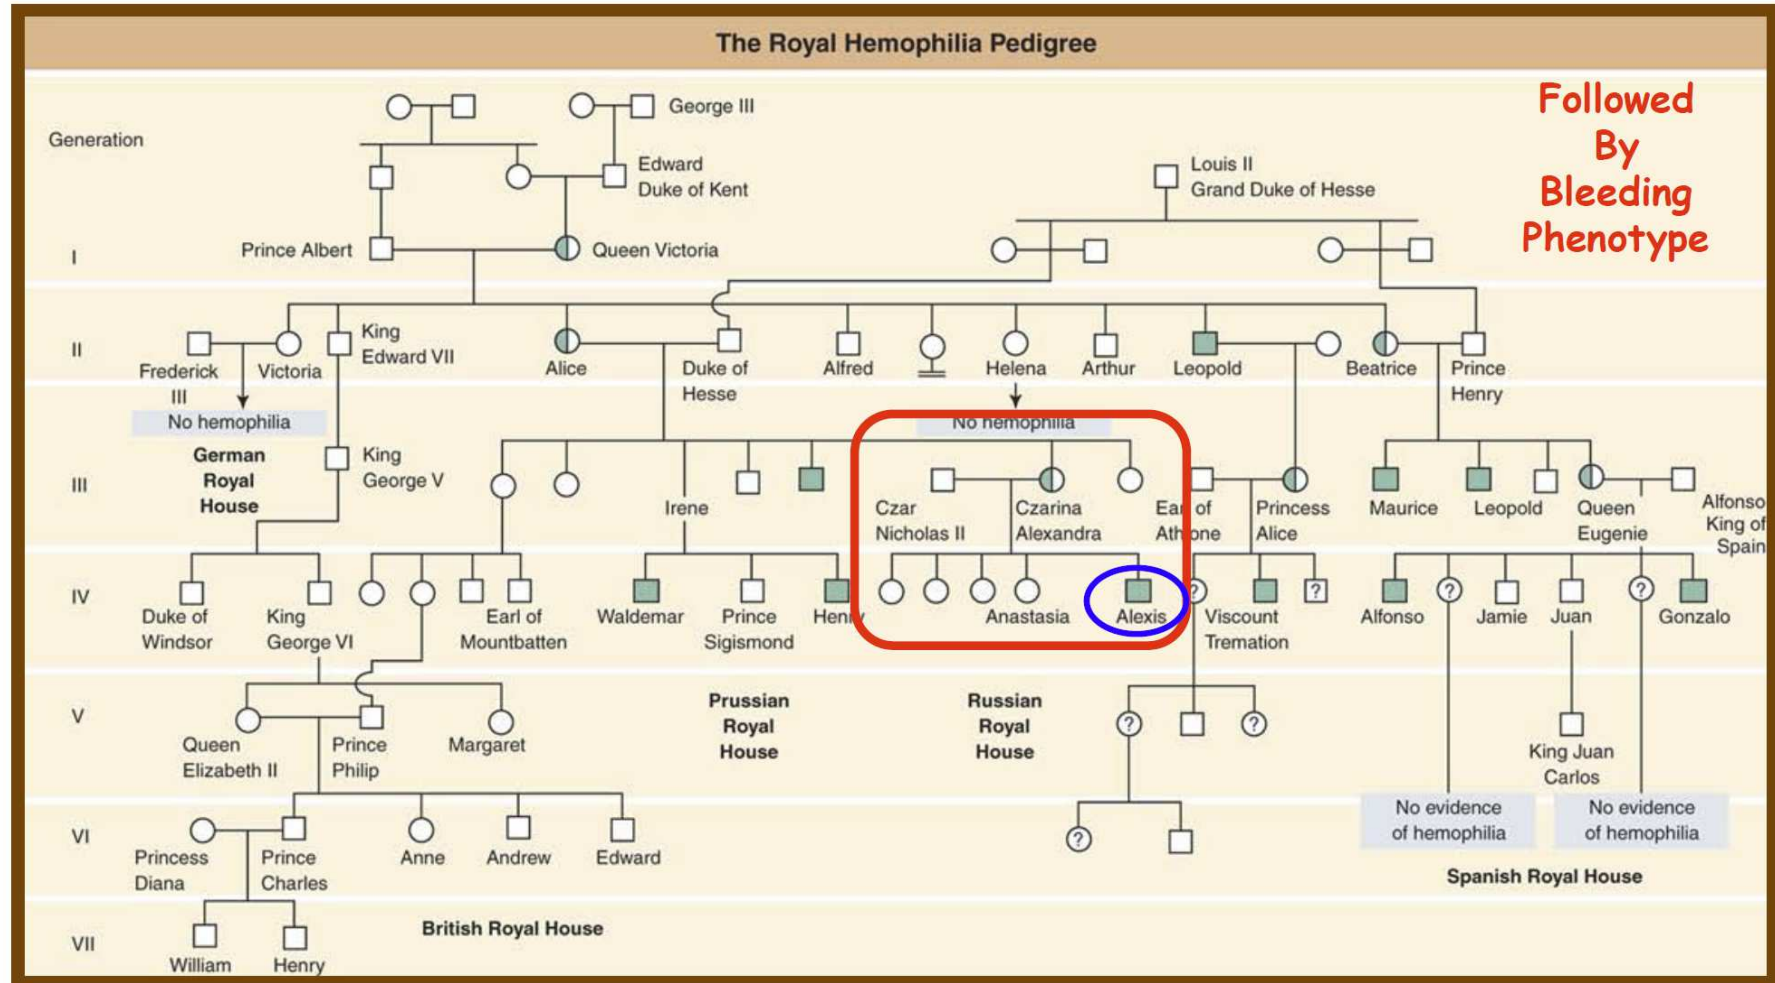 The Royal Hemophilia Pedigree
Followed
By
Bleeding
Phenotype
Generation
George III
Edward
Duke of Kent
Louis II
Grand Duke of Hesse
I
Prince Albert
Queen Victoria
II
Frederick
III
Victoria
King
Edward VII
Alice
Duke of
Hesse
Alfred
Helena
Arthur
Leopold
Beatrice
Prince
Henry
No hemophilia
No hemophilia
German
Royal
House
III
King
George V
Irene
Czar
Nicholas II
Czarina
Alexandra
Earl of
Athlone
Princess
Alice
Maurice
Leopold
Queen
Eugenie
Alfonso
King of
Spain
IV
Duke of
Windsor
King
George VI
Earl of
Mountbatten
Waldemar
Prince
Sigismond
Henry
Anastasia
Alexis
?
Viscount
Tremation
?
Alfonso
?
Jamie
Juan
?
Gonzalo
V
Queen
Elizabeth II
Prince
Philip
Margaret
Prussian
Royal
House
Russian
Royal
House
?
?
King Juan
Carlos
No evidence
of hemophilia
No evidence
of hemophilia
VI
Princess
Diana
Prince
Charles
Anne
Andrew
Edward
?
Spanish Royal House
VII
William
Henry
British Royal House